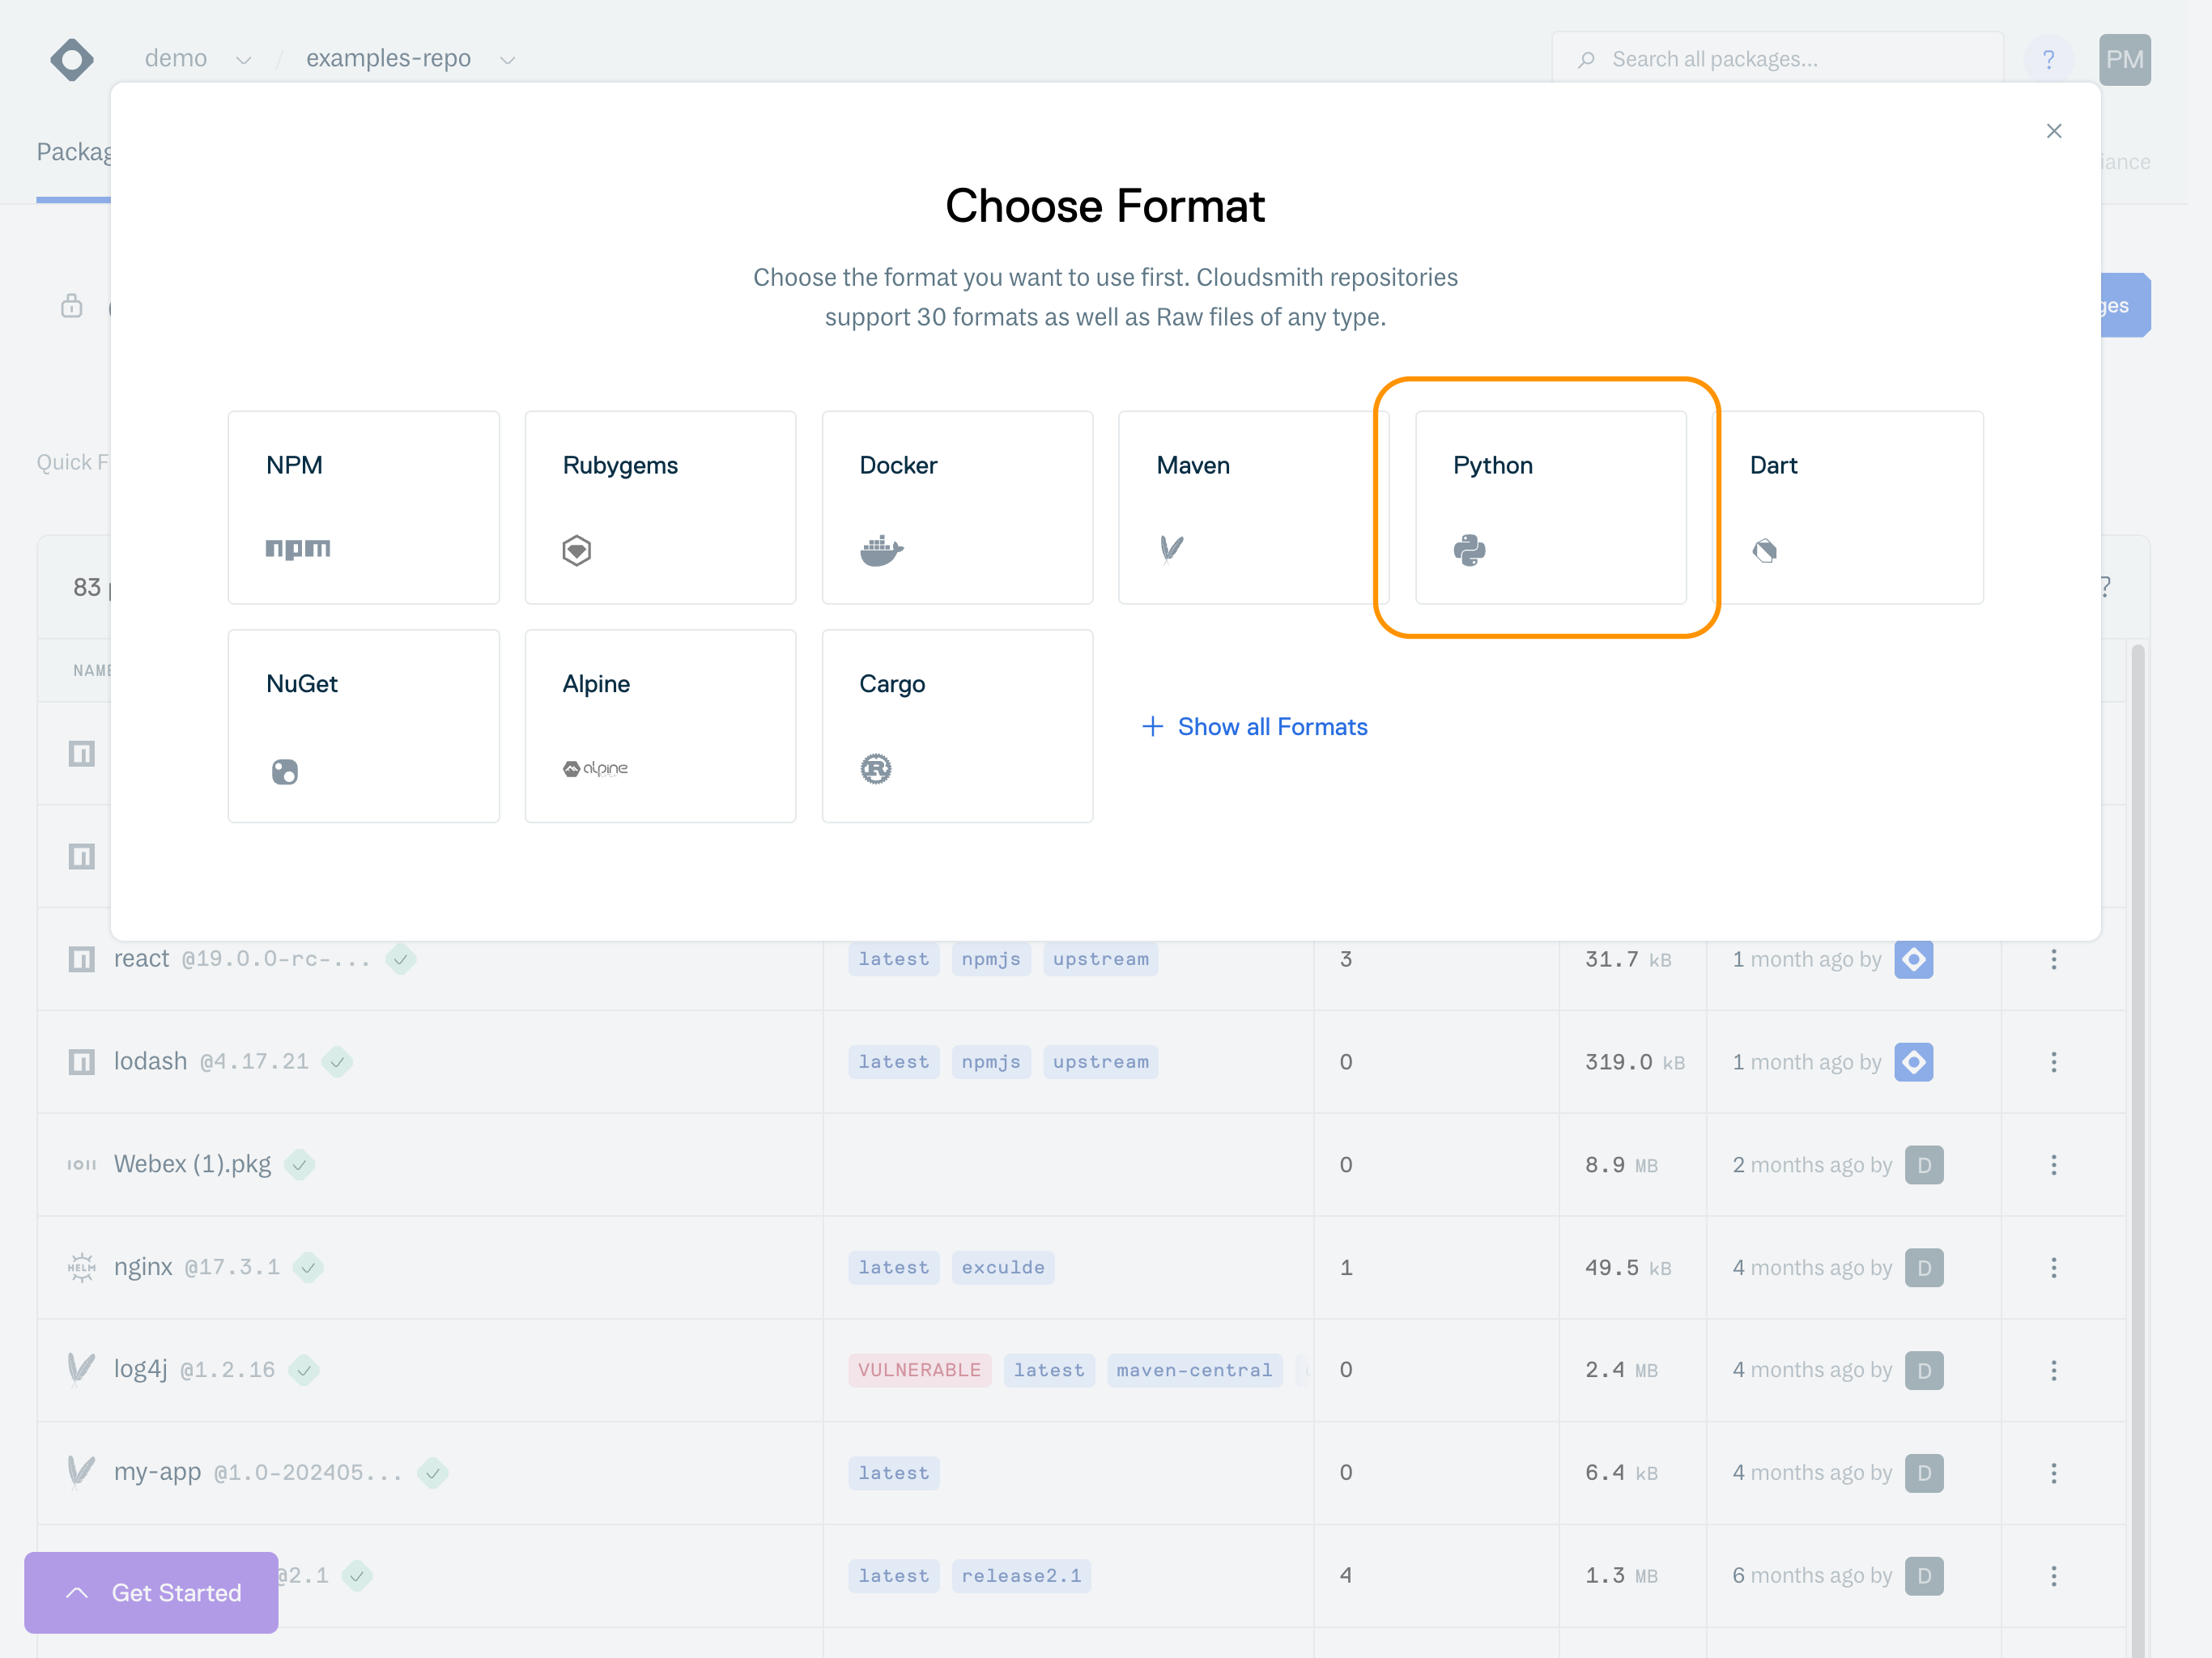 demo / examples-repo
Search all packages...
?
PM
Choose Format
Choose the format you want to use first. Cloudsmith repositories
support 30 formats as well as Raw files of any type.
NPM
npm
Rubygems
Docker
Maven
Python
Dart
NuGet
Alpine
alpine
Cargo
R
+ Show all Formats
83
?
react @19.0.0-rc-... latest npmjs upstream 3 31.7 kB 1 month ago by
lodash @4.17.21 latest npmjs upstream 0 319.0 kB 1 month ago by
Webex (1).pkg 0 8.9 MB 2 months ago by D
HELM nginx @17.3.1 latest exculde 1 49.5 kB 4 months ago by D
log4j @1.2.16 VULNERABLE latest maven-central 0 2.4 MB 4 months ago by D
my-app @1.0-202405... latest 0 6.4 kB 4 months ago by D
@2.1 latest release2.1 4 1.3 MB 6 months ago by D
Get Started